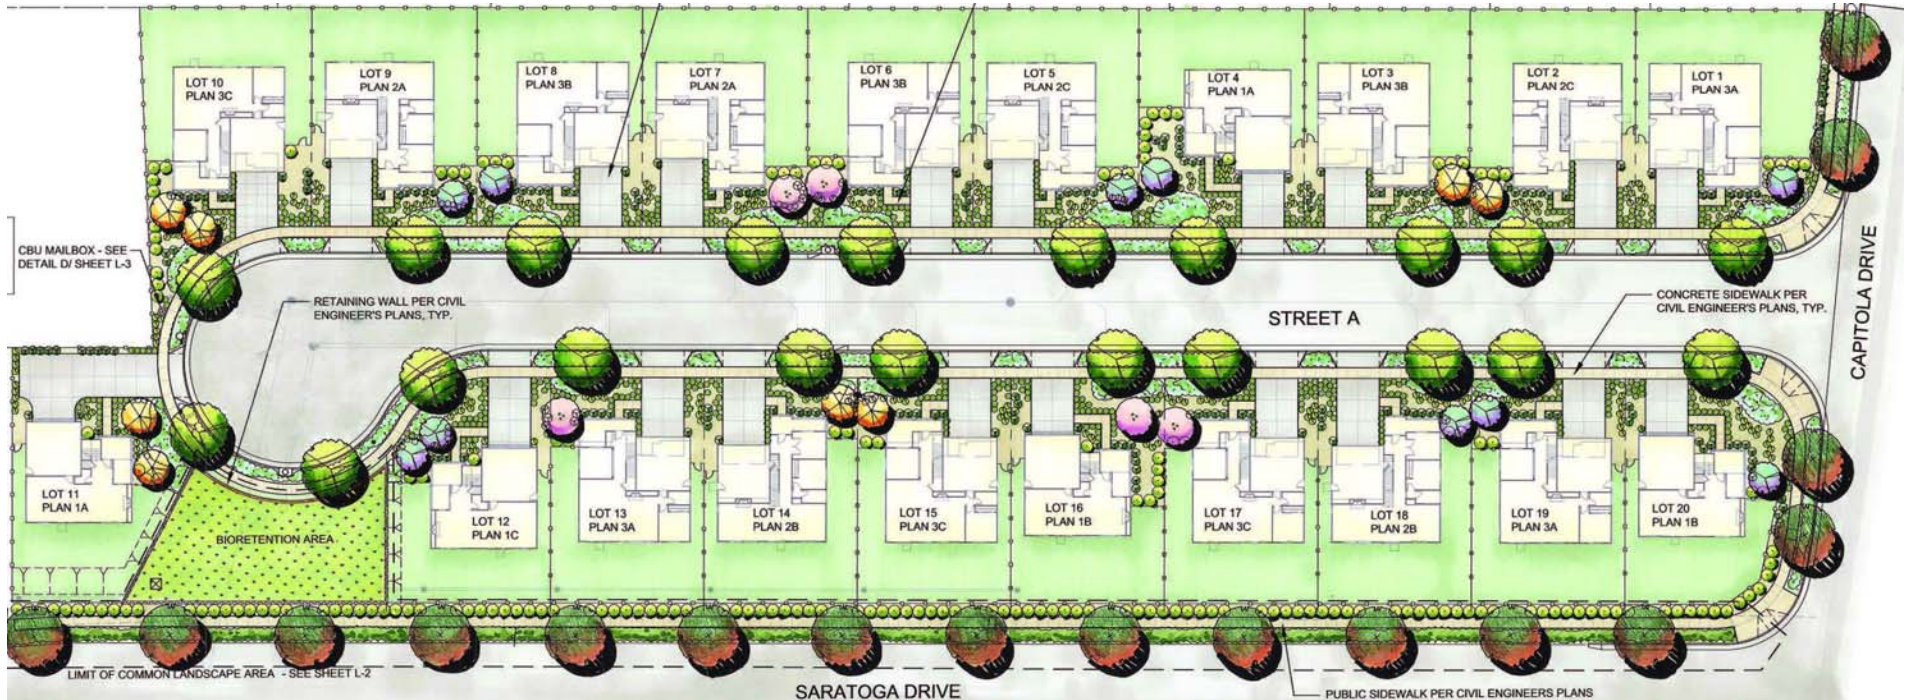 LOT 10
PLAN 3C
LOT 9
PLAN 2A
LOT 8
PLAN 3B
LOT 7
PLAN 2A
LOT 6
PLAN 3B
LOT 5
PLAN 2C
LOT 4
PLAN 1A
LOT 3
PLAN 3B
LOT 2
PLAN 2C
LOT 1
PLAN 3A
CBU MAILBOX - SEE
DETAIL D/ SHEET L-3
RETAINING WALL PER CIVIL
ENGINEER'S PLANS, TYP.
STREET A
CONCRETE SIDEWALK PER
CIVIL ENGINEER'S PLANS, TYP.
CAPITOLA DRIVE
LOT 11
PLAN 1A
BIORETENTION AREA
LOT 12
PLAN 1C
LOT 13
PLAN 3A
LOT 14
PLAN 2B
LOT 15
PLAN 3C
LOT 16
PLAN 1B
LOT 17
PLAN 3C
LOT 18
PLAN 2B
LOT 19
PLAN 3A
LOT 20
PLAN 1B
LIMIT OF COMMON LANDSCAPE AREA - SEE SHEET L-2
SARATOGA DRIVE
PUBLIC SIDEWALK PER CIVIL ENGINEERS PLANS